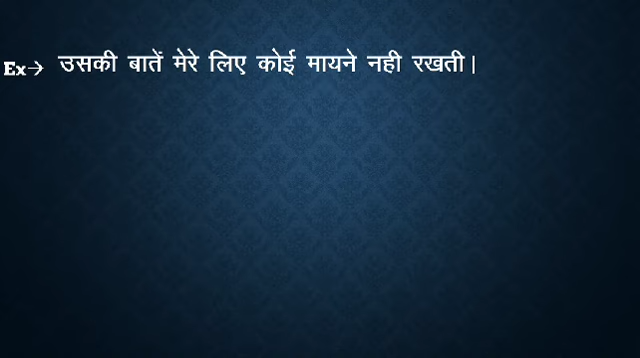 Ex→ उसकी बातें मेरे लिए कोई मायने नही रखती |